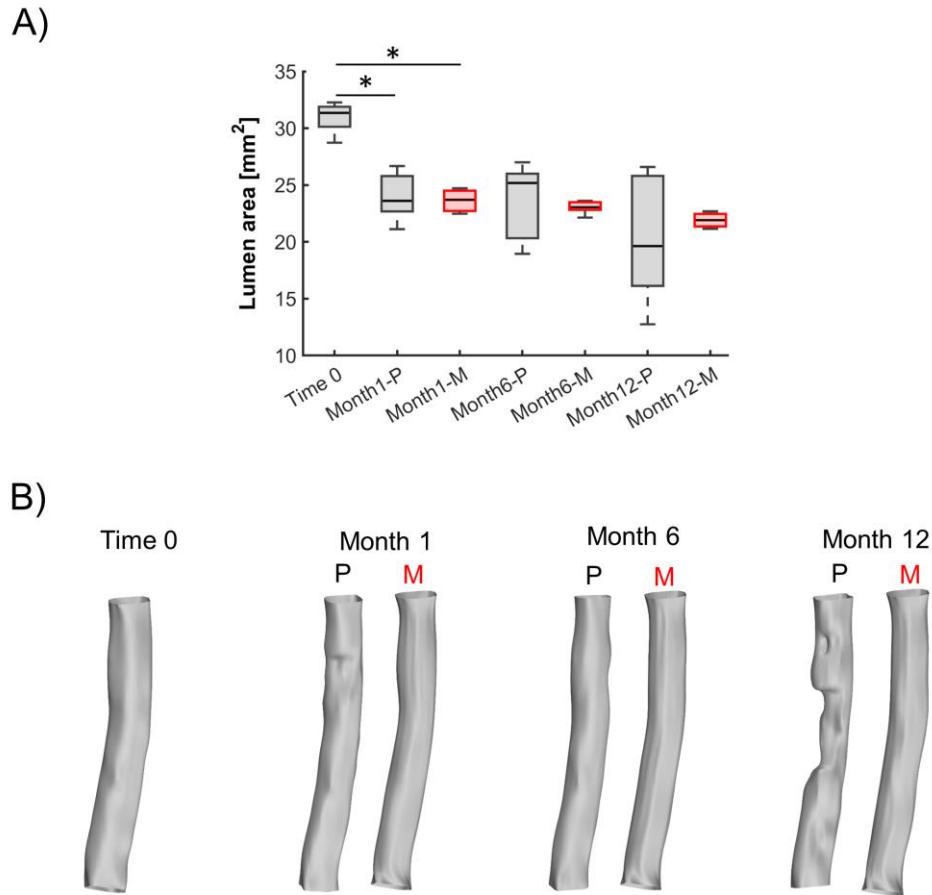 A)
* 
*
35
30
25
20
15
10
Lumen area [mm²]
Time 0
Month1-P
Month1-M
Month6-P
Month6-M
Month12-P
Month12-M
B)
Time 0
Month 1
P M
Month 6
P M
Month 12
P M